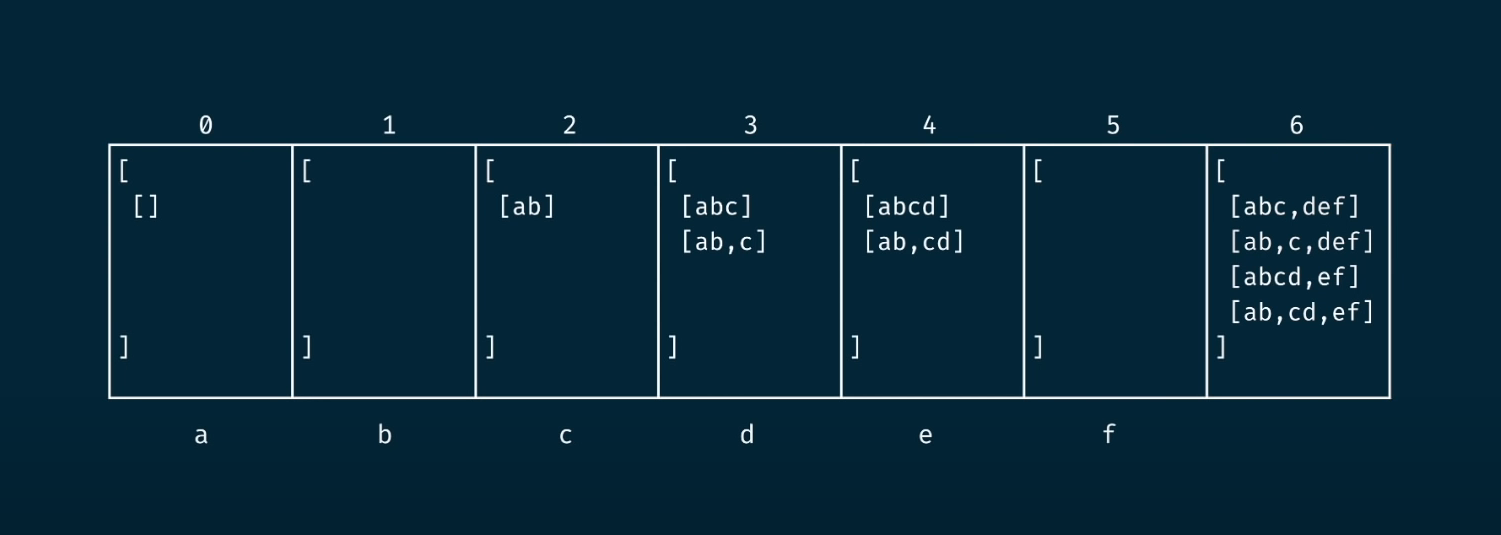 0 1 2 3 4 5 6
[ [ [ [ [ [ [
[] [ab] [abc] [abcd] [abc,def]
[ab,c] [ab,cd] [ab,c,def]
[abcd,ef]
[ab,cd,ef]
] ] ] ] ] ] ]
a b c d e f